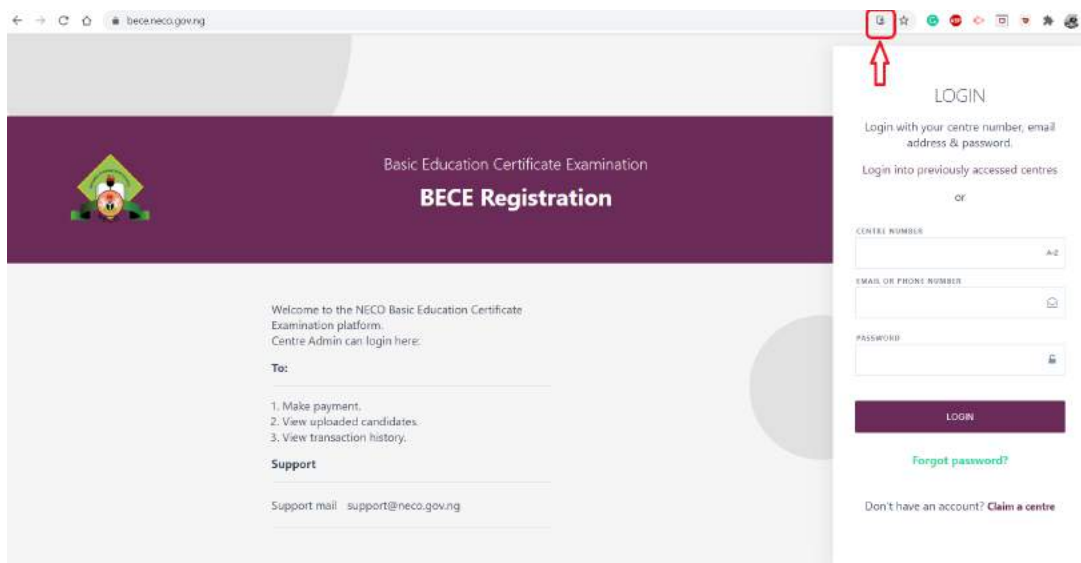 bece.neco.gov.ng
Basic Education Certificate Examination
BECE Registration
Welcome to the NECO Basic Education Certificate
Examination platform.
Centre Admin can login here:
To:
1. Make payment.
2. View uploaded candidates.
3. View transaction history.
Support
Support mail support@neco.gov.ng
LOGIN
Login with your centre number, email
address & password.
Login into previously accessed centres
or
CENTRE NUMBER
A-Z
EMAIL OR PHONE NUMBER
PASSWORD
LOGIN
Forgot password?
Don't have an account? Claim a centre